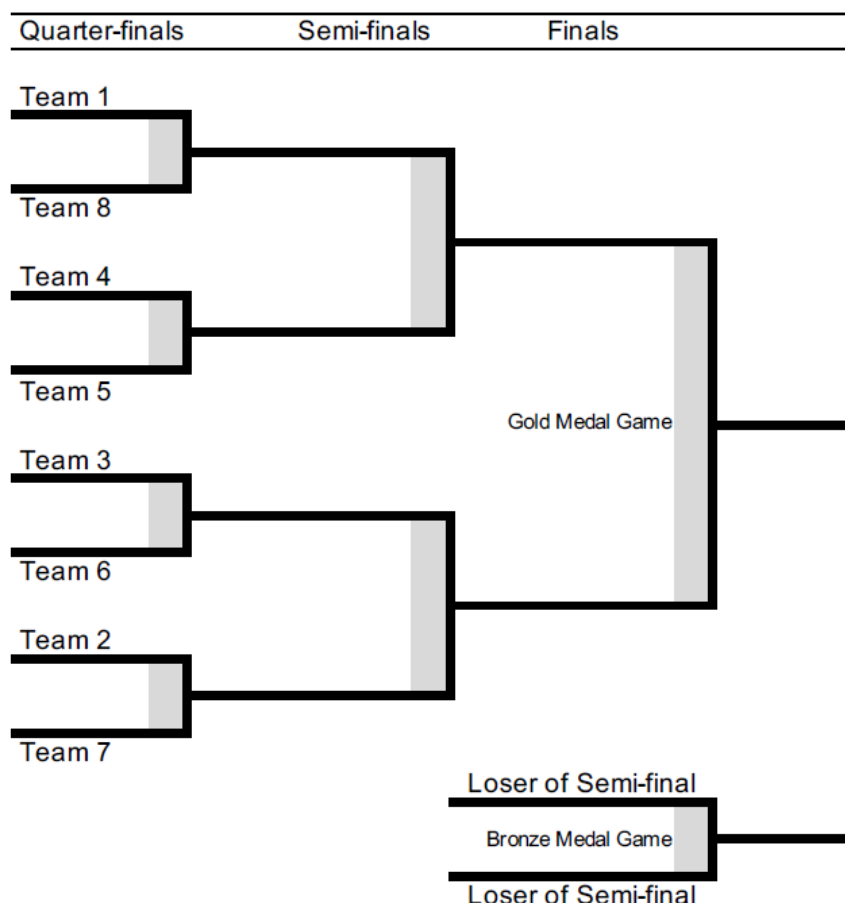 Quarter-finals Semi-finals Finals
Team 1
Team 8
Team 4
Team 5
Gold Medal Game
Team 3
Team 6
Team 2
Team 7
Loser of Semi-final
Bronze Medal Game
Loser of Semi-final